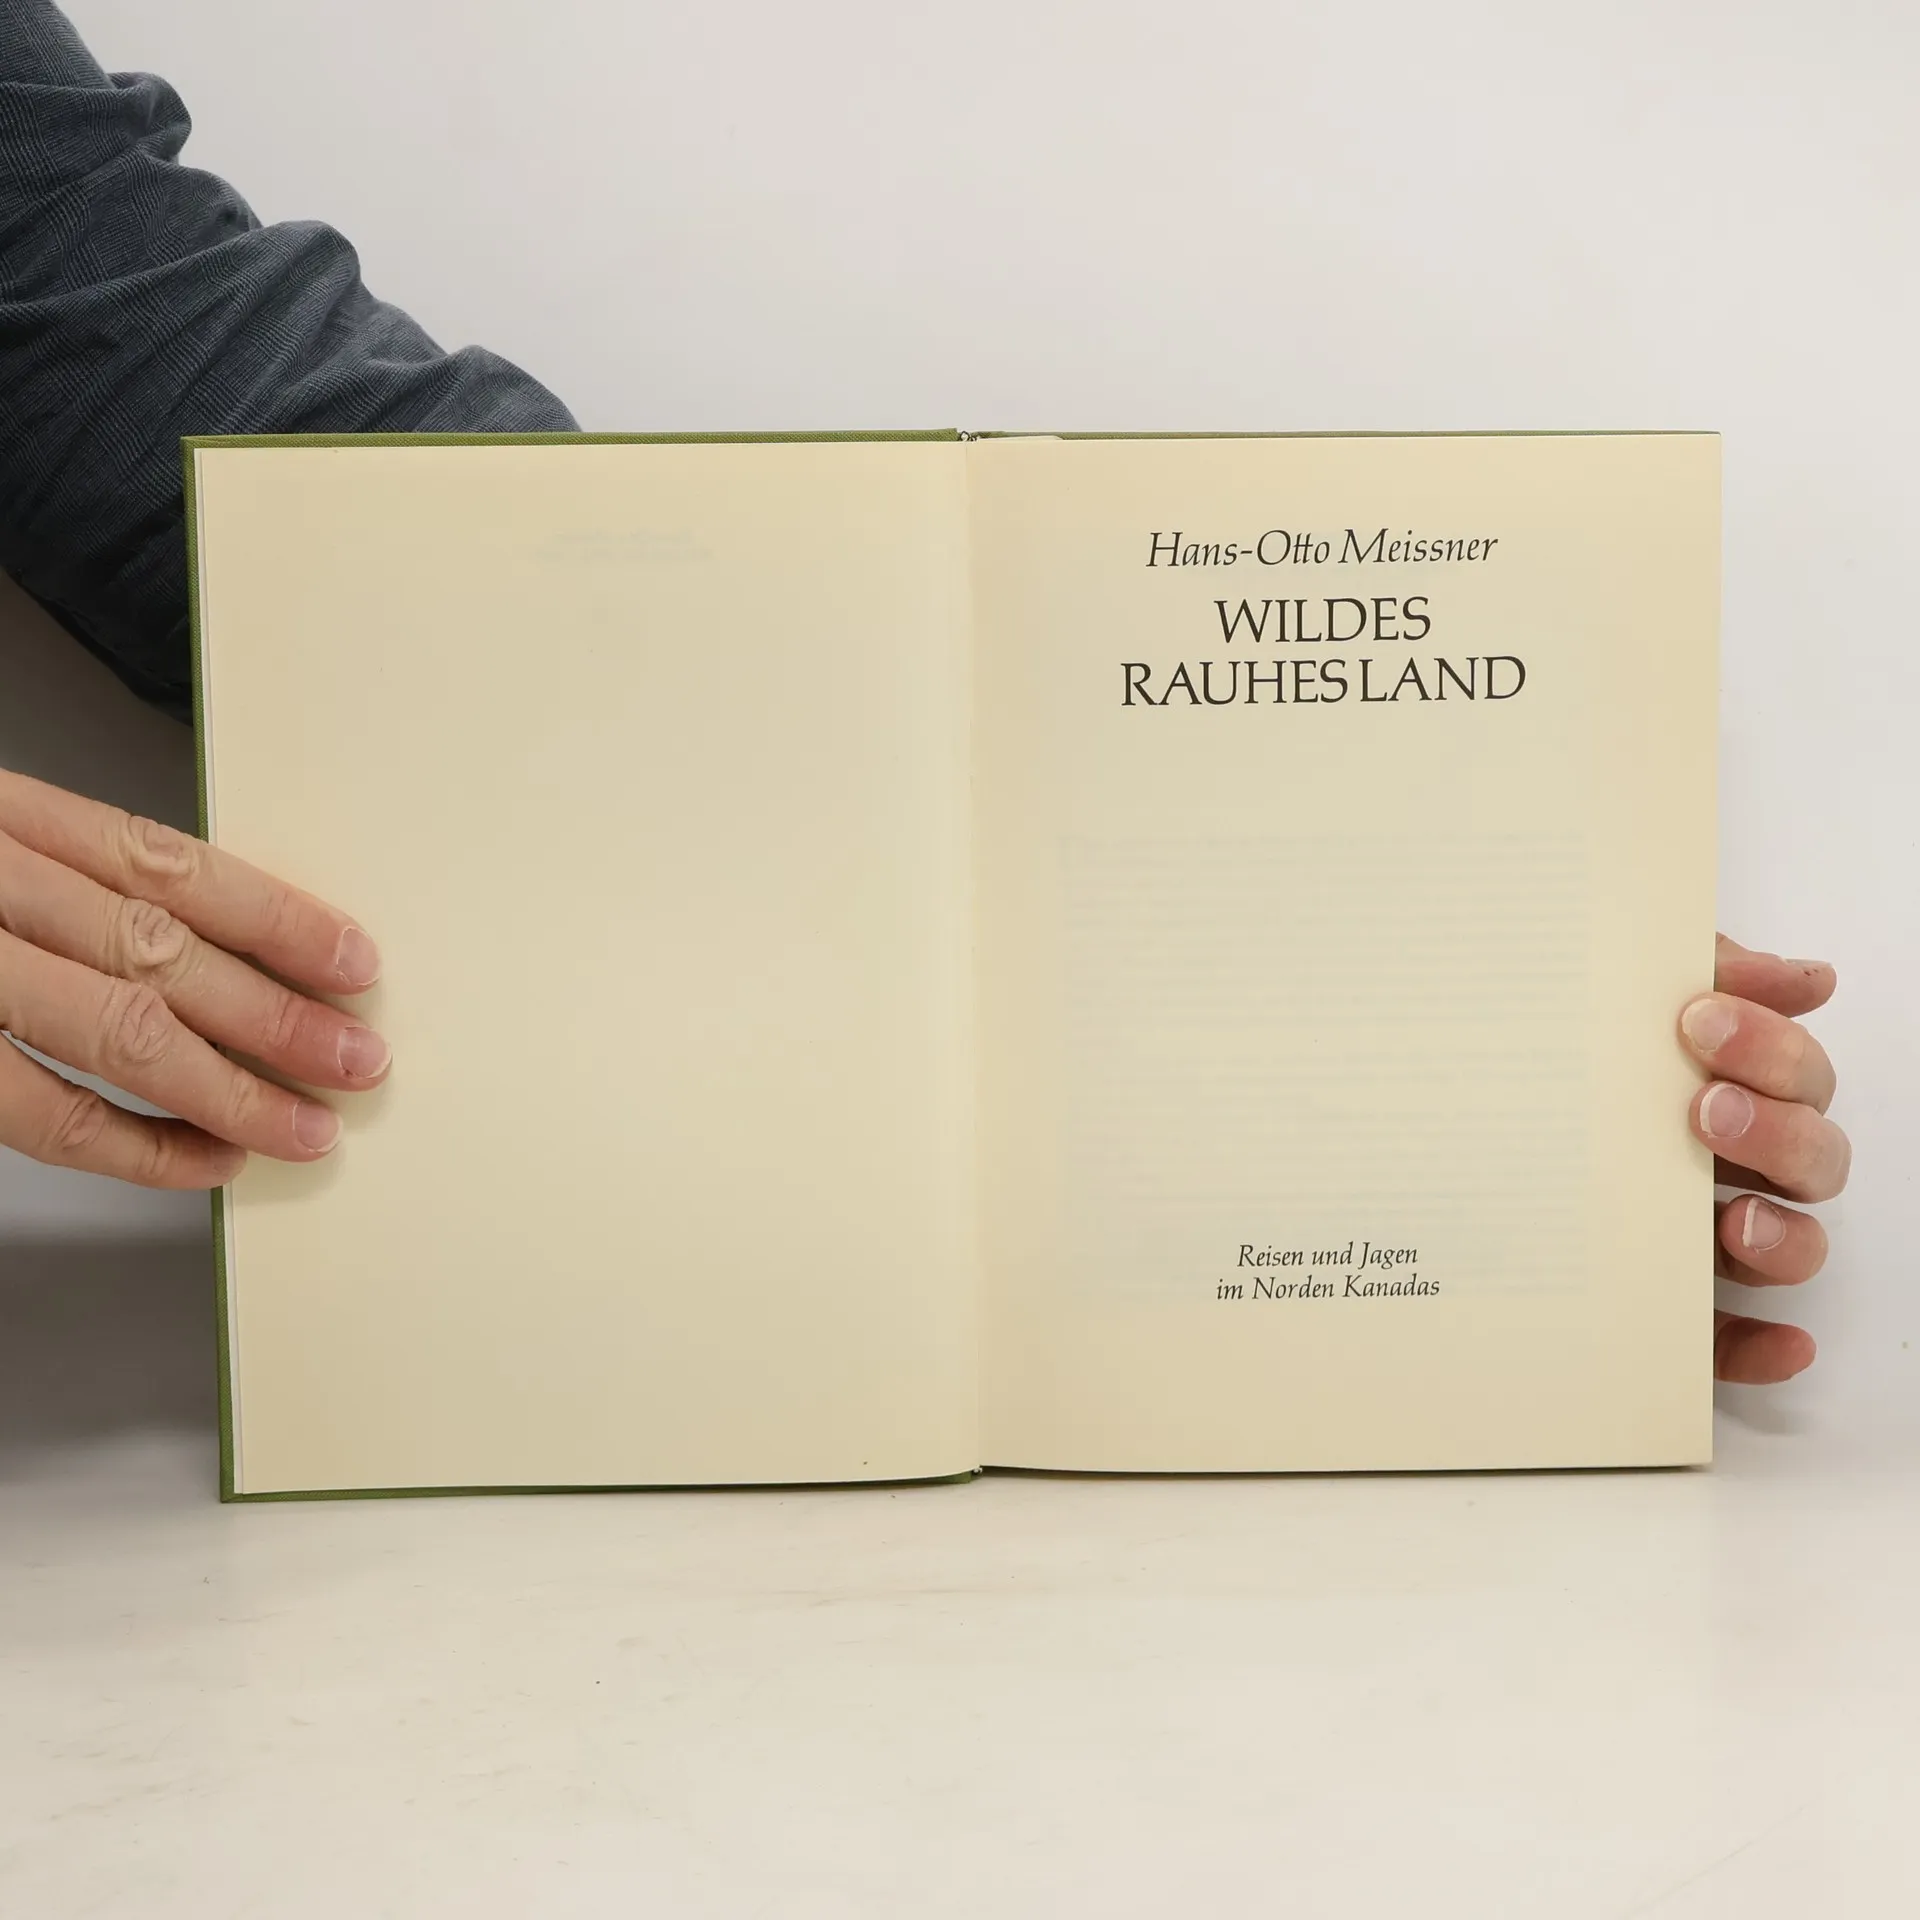 Hans-Otto Meissner
WILDES
RAUHES LAND
Reisen und Jagen
im Norden Kanadas